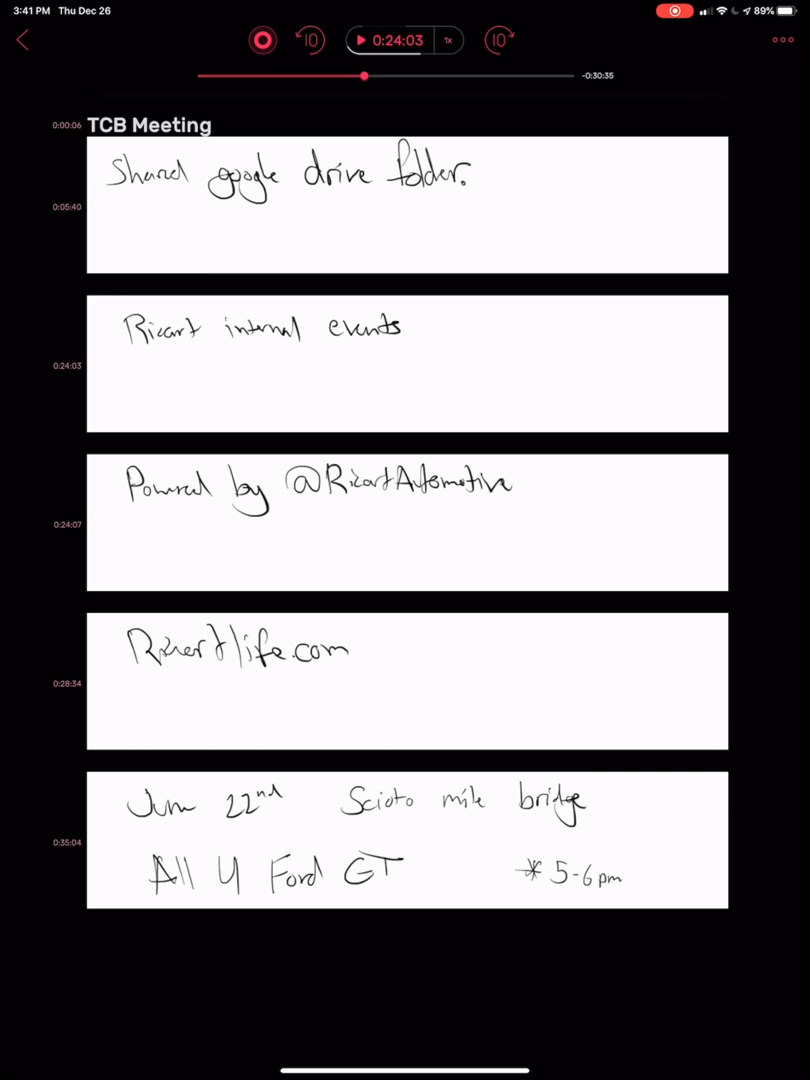 3:41 PM Thu Dec 26 89%
10 0:24:03 1x 10
-0:30:35
0:00:06 TCB Meeting
Shared google drive folder.
0:05:40
Ricart internal events
0:24:03
Powered by @RicartAutomotive
0:24:07
Ricartlife.com
0:28:34
June 22nd Scioto mile bridge
0:35:04
All 4 Ford GT * 5-6pm